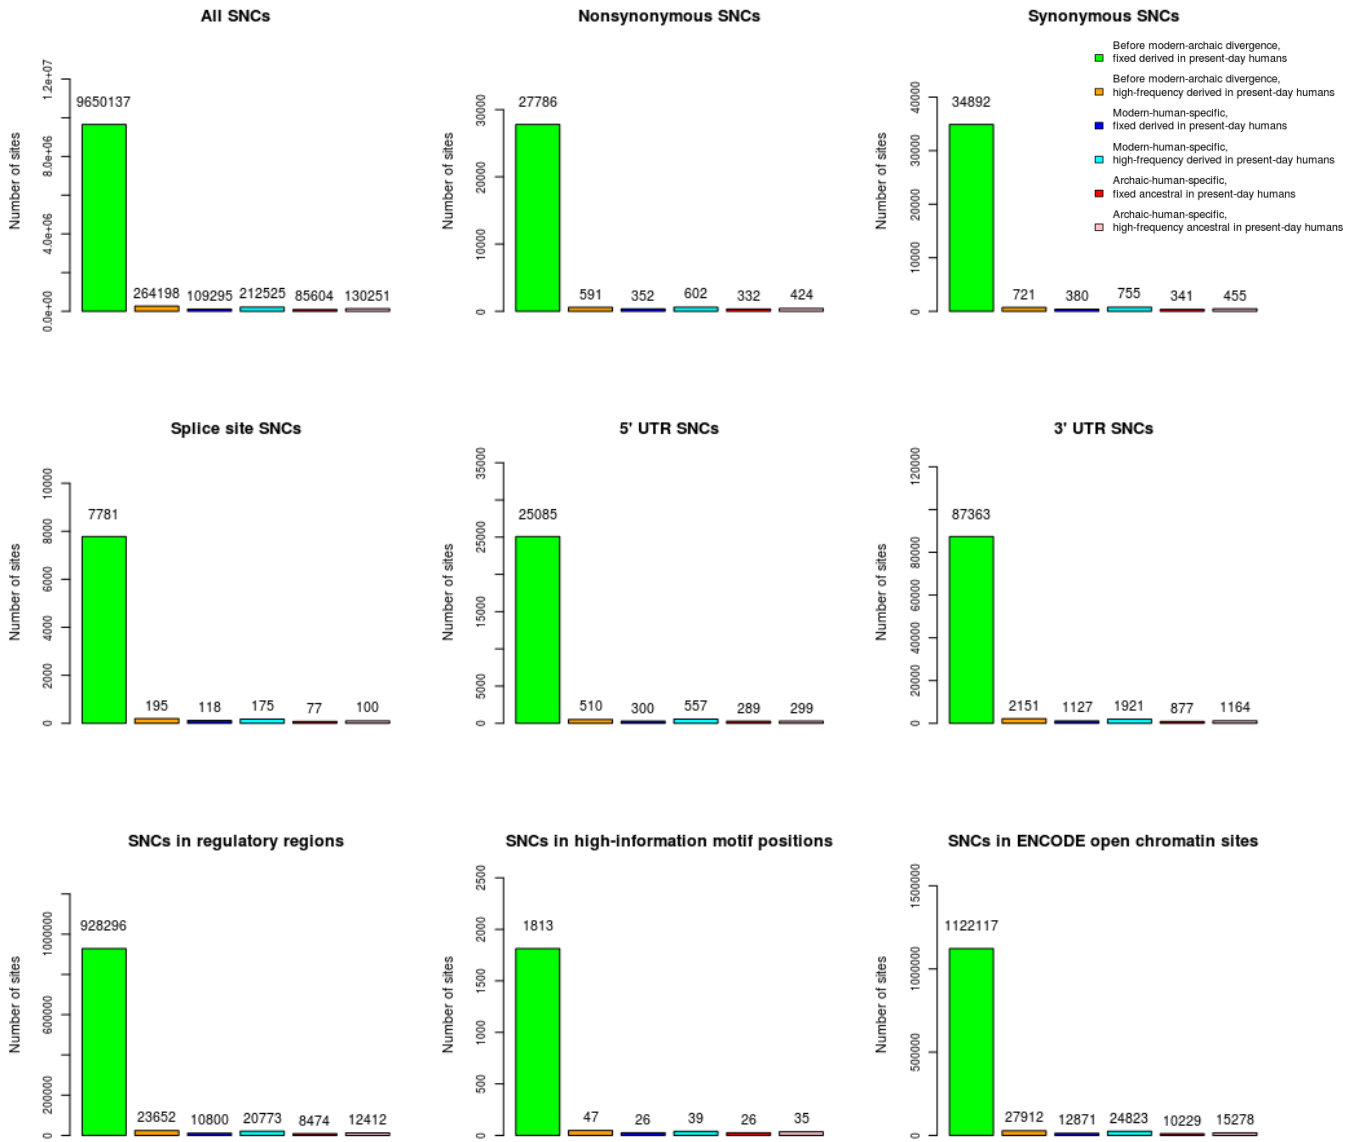 All SNCs
Nonsynonymous SNCs
Synonymous SNCs
Number of sites
0.0e+00
4.0e+06
8.0e+06
1.2e+07
9650137
264198
109295
212525
85604
130251
Number of sites
0
10000
20000
30000
27786
591
352
602
332
424
Number of sites
0
10000
20000
30000
40000
34892
721
380
755
341
455
Before modern-archaic divergence,
fixed derived in present-day humans
Before modern-archaic divergence,
high-frequency derived in present-day humans
Modern-human-specific,
fixed derived in present-day humans
Modern-human-specific,
high-frequency derived in present-day humans
Archaic-human-specific,
fixed ancestral in present-day humans
Archaic-human-specific,
high-frequency ancestral in present-day humans
Splice site SNCs
5' UTR SNCs
3' UTR SNCs
Number of sites
0
2000
4000
6000
8000
10000
7781
195
118
175
77
100
Number of sites
0
5000
15000
25000
35000
25085
510
300
557
289
299
Number of sites
0
20000
40000
60000
80000
120000
87363
2151
1127
1921
877
1164
SNCs in regulatory regions
SNCs in high-information motif positions
SNCs in ENCODE open chromatin sites
Number of sites
0
200000
600000
1000000
928296
23652
10800
20773
8474
12412
Number of sites
0
500
1000
1500
2000
2500
1813
47
26
39
26
35
Number of sites
0
500000
1000000
1500000
1122117
27912
12871
24823
10229
15278